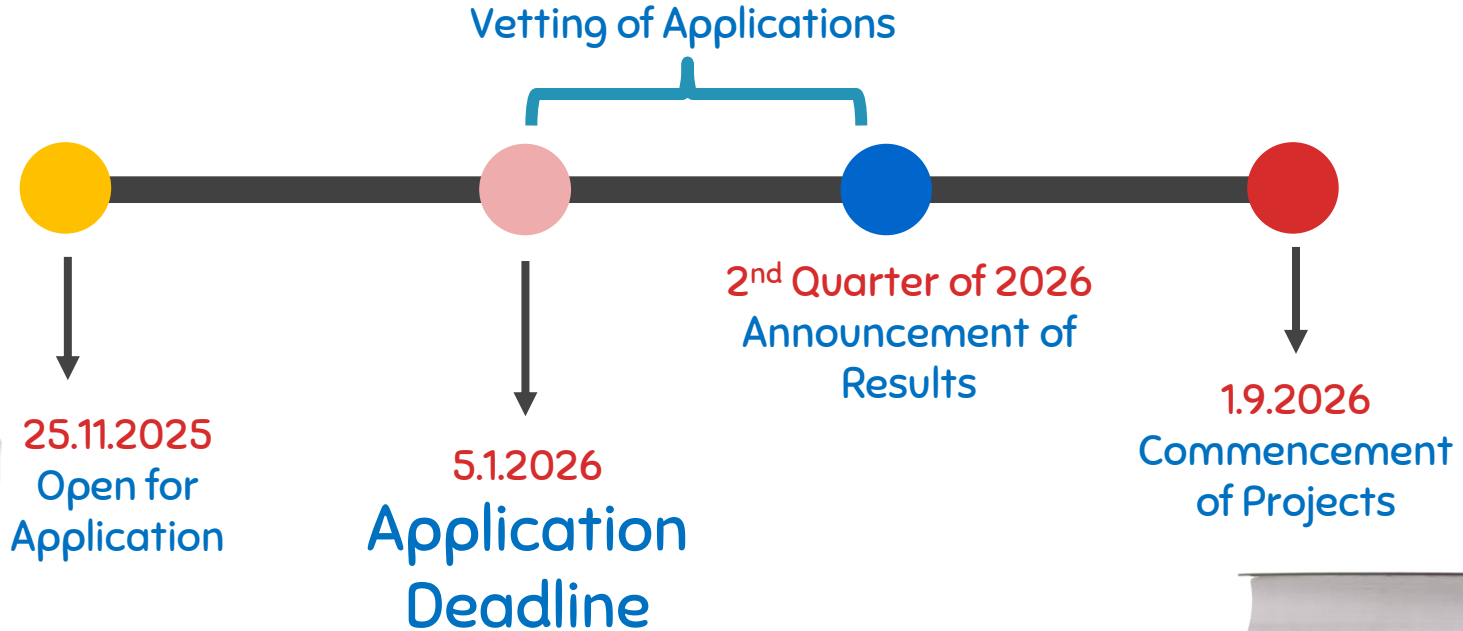 Vetting of Applications
25.11.2025
Open for
Application
5.1.2026
Application
Deadline
2nd Quarter of 2026
Announcement of
Results
1.9.2026
Commencement
of Projects